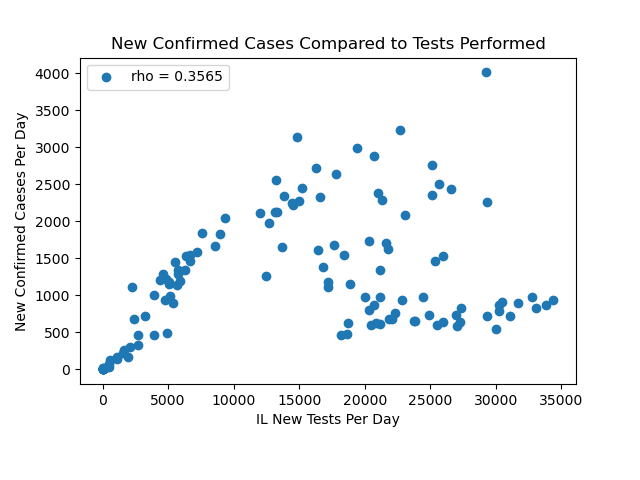 New Confirmed Cases Compared to Tests Performed
rho = 0.3565
4000
3500
3000
2500
2000
1500
1000
500
0
New Confirmed Caeses Per Day
0 5000 10000 15000 20000 25000 30000 35000
IL New Tests Per Day